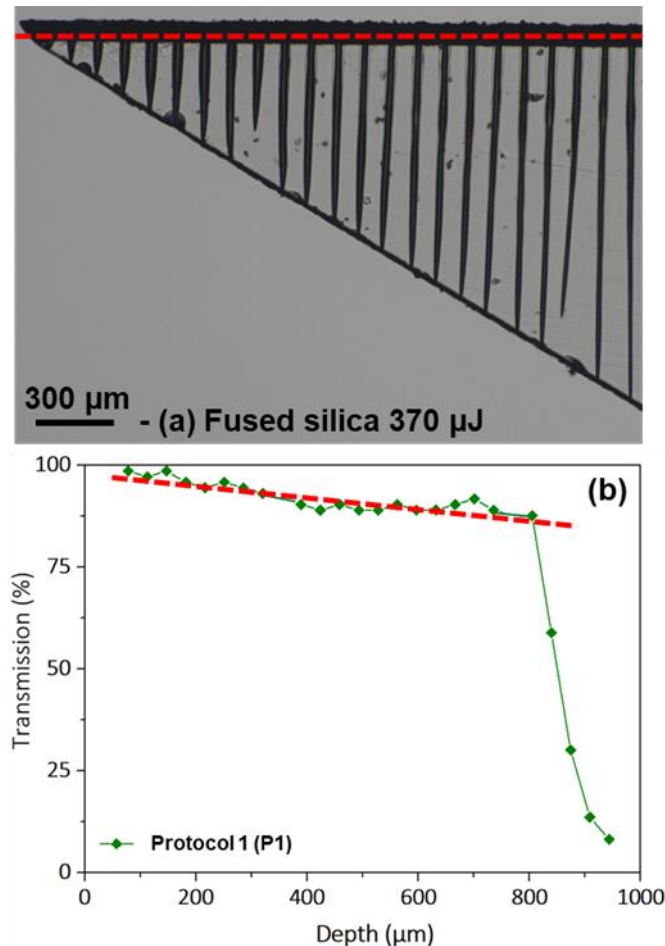 300 µm
- (a) Fused silica 370 µJ
100
(b)
75
Transmission (%)
50
25
Protocol 1 (P1)
0
0 200 400 600 800 1000
Depth (µm)